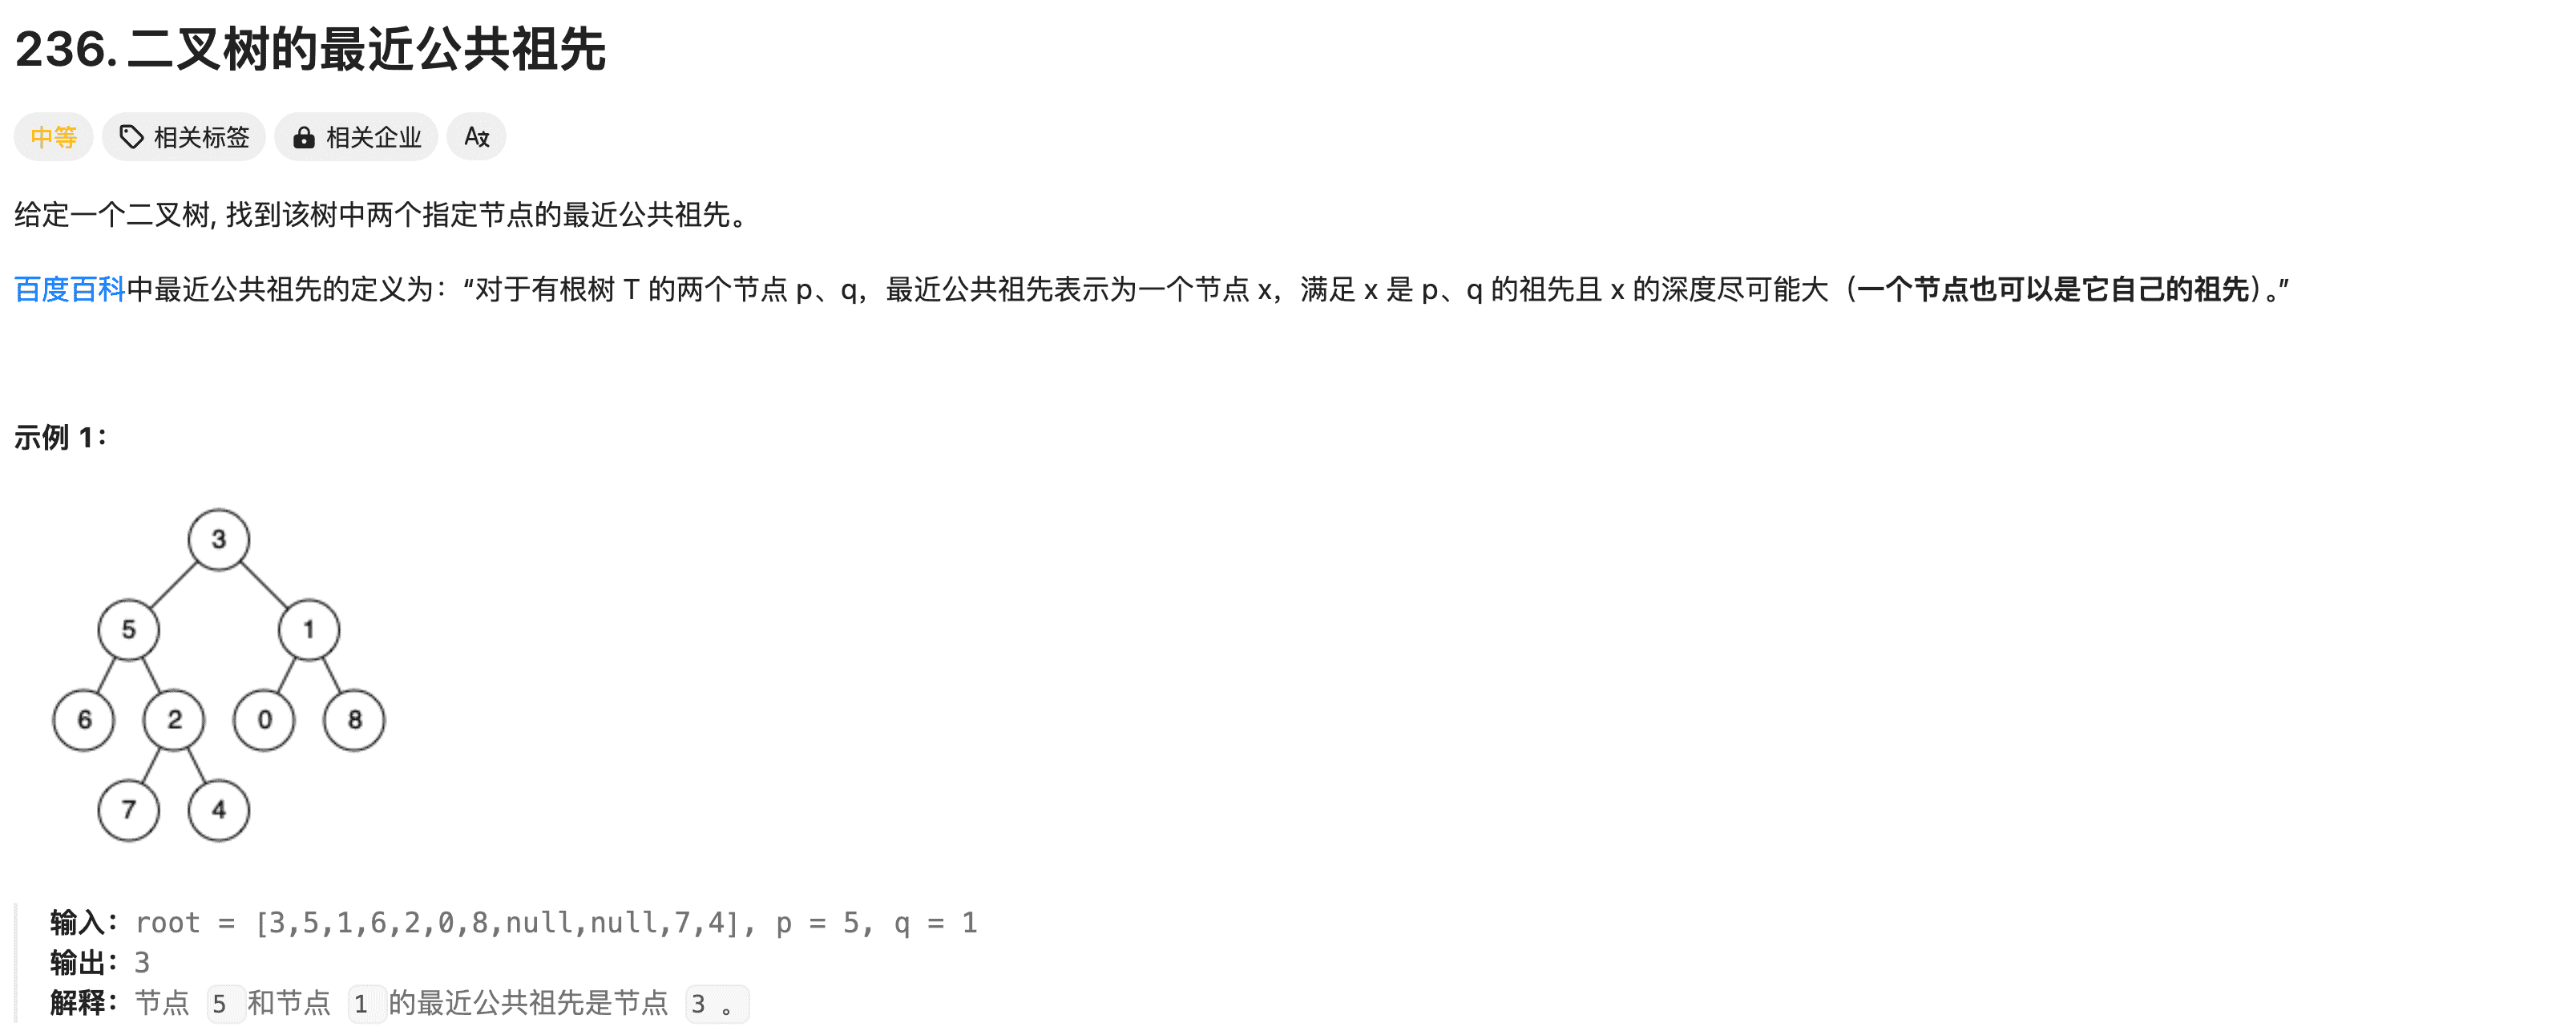 236. 二叉树的最近公共祖先
中等 相关标签 相关企业 A文
给定一个二叉树, 找到该树中两个指定节点的最近公共祖先。
百度百科中最近公共祖先的定义为：“对于有根树 T 的两个节点 p、q，最近公共祖先表示为一个节点 x，满足 x 是 p、q 的祖先且 x 的深度尽可能大（一个节点也可以是它自己的祖先）。”
示例 1：
3
5 1
6 2 0 8
7 4
输入：root = [3,5,1,6,2,0,8,null,null,7,4], p = 5, q = 1
输出：3
解释：节点 5 和节点 1 的最近公共祖先是节点 3 。